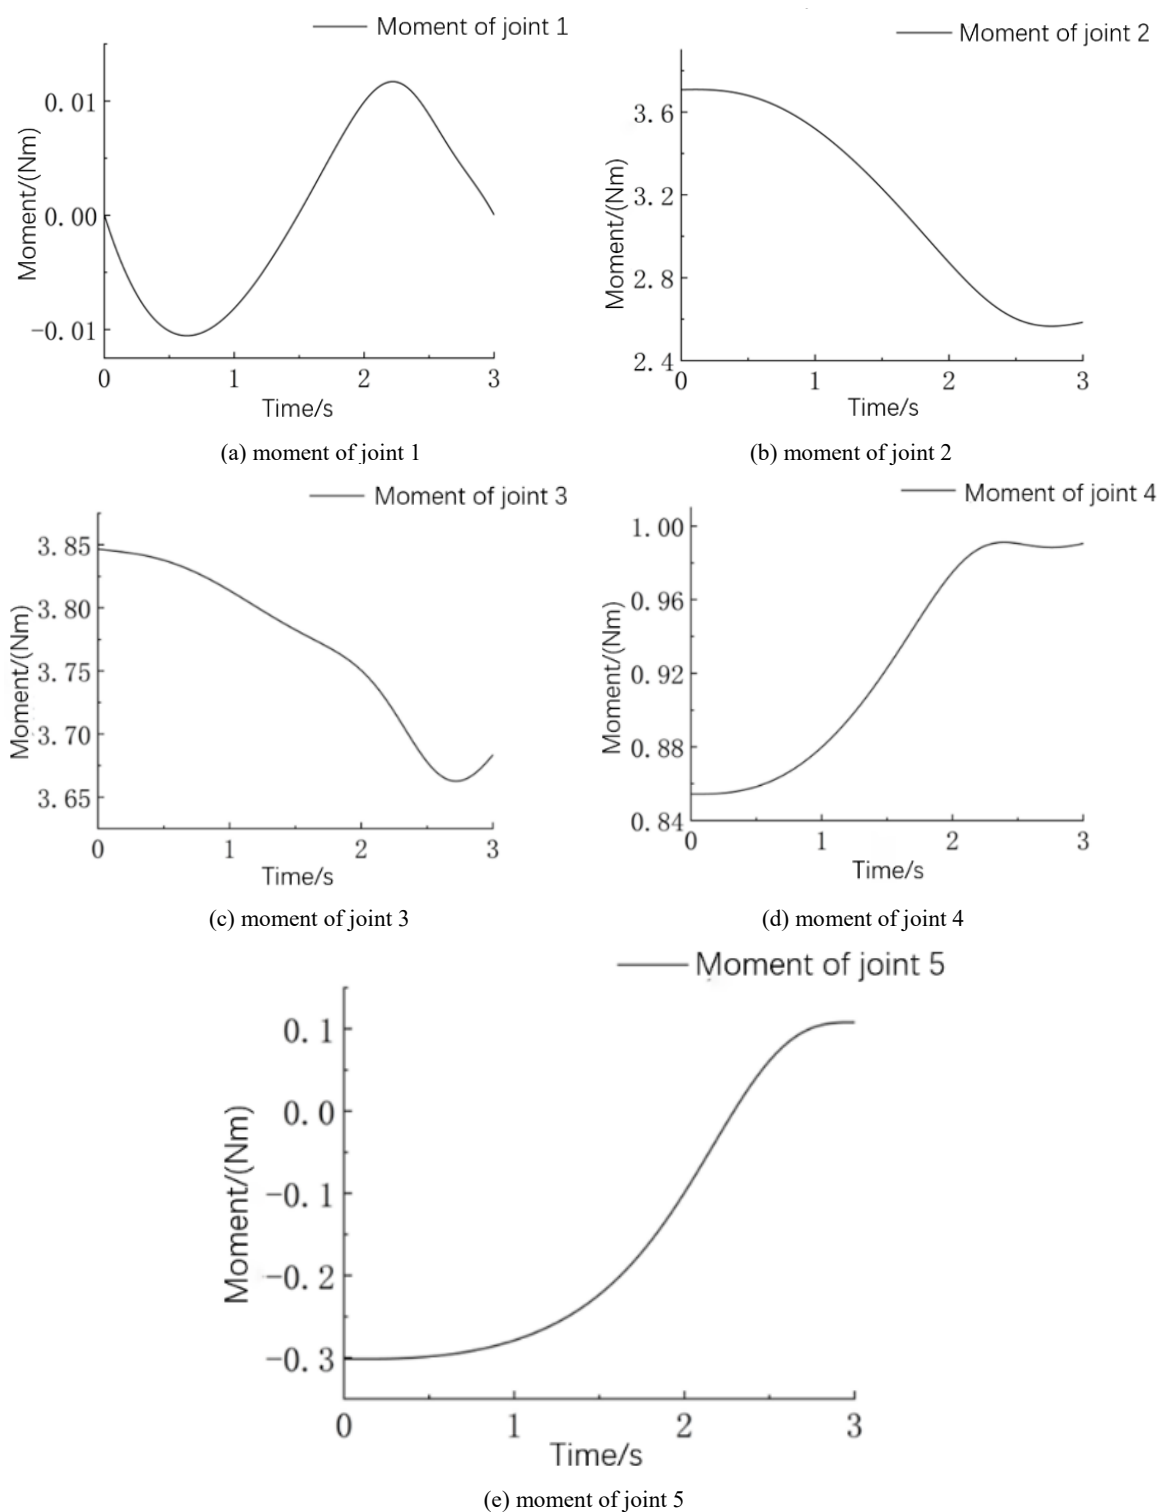 Moment of joint 1
0.01
0.00
−0.01
Moment/(Nm)
0 1 2 3
Time/s
(a) moment of joint 1
Moment of joint 2
3.6
3.2
2.8
2.4
Moment/(Nm)
0 1 2 3
Time/s
(b) moment of joint 2
Moment of joint 3
3.85
3.80
3.75
3.70
3.65
Moment/(Nm)
0 1 2 3
Time/s
(c) moment of joint 3
Moment of joint 4
1.00
0.96
0.92
0.88
0.84
Moment/(Nm)
0 1 2 3
Time/s
(d) moment of joint 4
Moment of joint 5
0.1
0.0
−0.1
−0.2
−0.3
Moment/(Nm)
0 1 2 3
Time/s
(e) moment of joint 5